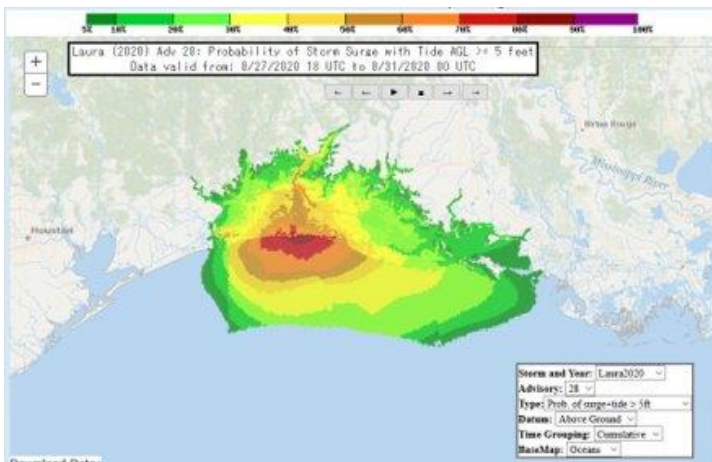 5% 10% 20% 30% 40% 50% 60% 70% 80% 90% 100%
Laura (2020) Adv 28: Probability of Storm Surge with Tide AGL >= 5 feet
Data valid from: 8/27/2020 18 UTC to 8/31/2020 00 UTC
+
−
← ← ▶ ■ → →
Baton Rouge
Mississippi River
Houston
Storm and Year: Laura2020
Advisory: 28
Type: Prob. of surge+tide > 5ft
Datum: Above Ground
Time Grouping: Cumulative
BaseMap: Oceans